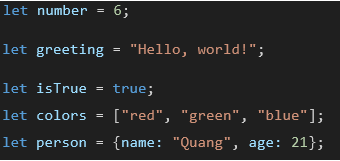 let number = 6;
let greeting = "Hello, world!";
let isTrue = true;
let colors = ["red", "green", "blue"];
let person = {name: "Quang", age: 21};